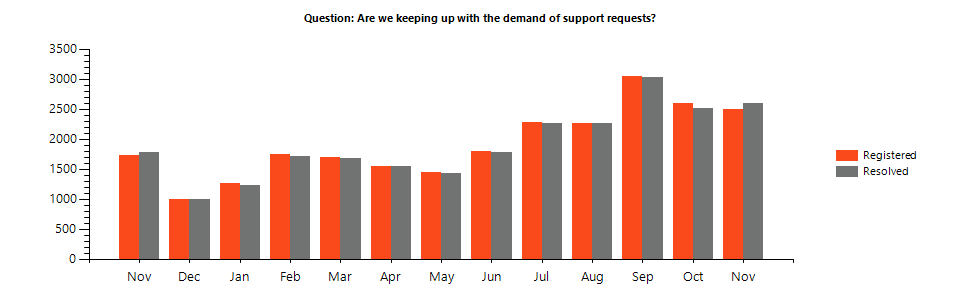 Question: Are we keeping up with the demand of support requests?
3500
3000
2500
2000
1500
1000
500
0
Nov Dec Jan Feb Mar Apr May Jun Jul Aug Sep Oct Nov
Registered
Resolved